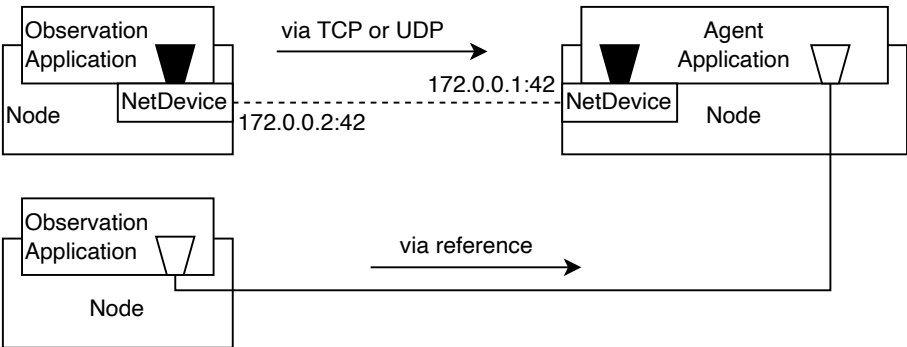 Observation
Application
via TCP or UDP
Agent
Application
172.0.0.1:42
NetDevice
NetDevice
Node
Node
172.0.0.2:42
Observation
Application
via reference
Node